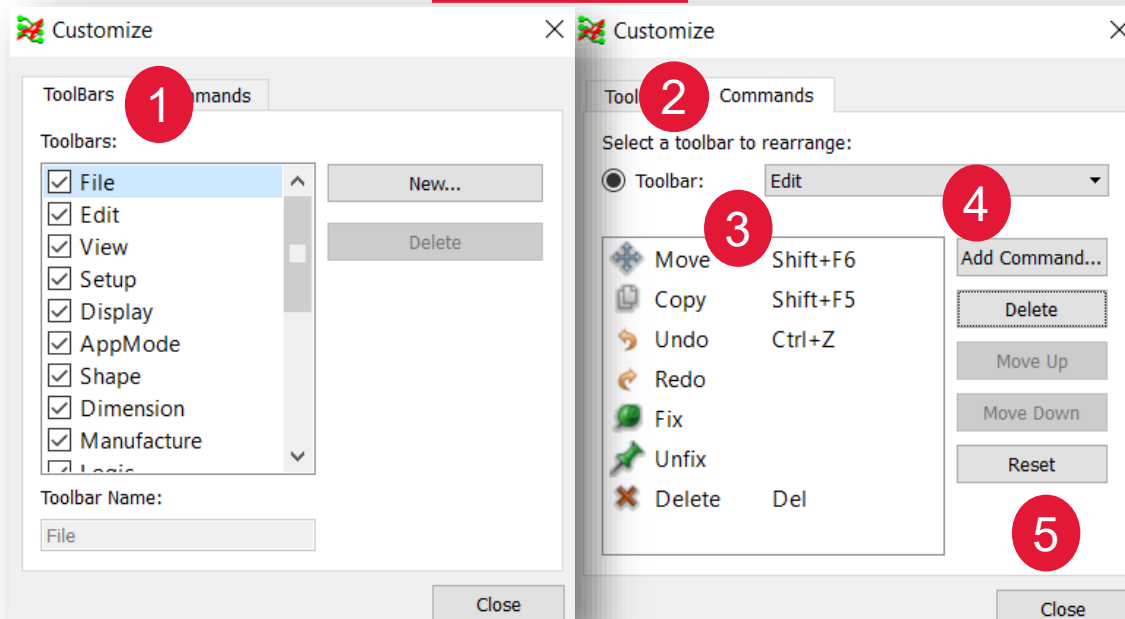 Customize
ToolBars
1
mmands
Toolbars:
File
Edit
View
Setup
Display
AppMode
Shape
Dimension
Manufacture
New...
Delete
Toolbar Name:
File
Close
Customize
Tool
2
Commands
Select a toolbar to rearrange:
Toolbar: Edit
3
4
Move Shift+F6
Copy Shift+F5
Undo Ctrl+Z
Redo
Fix
Unfix
Delete Del
Add Command...
Delete
Move Up
Move Down
Reset
5
Close